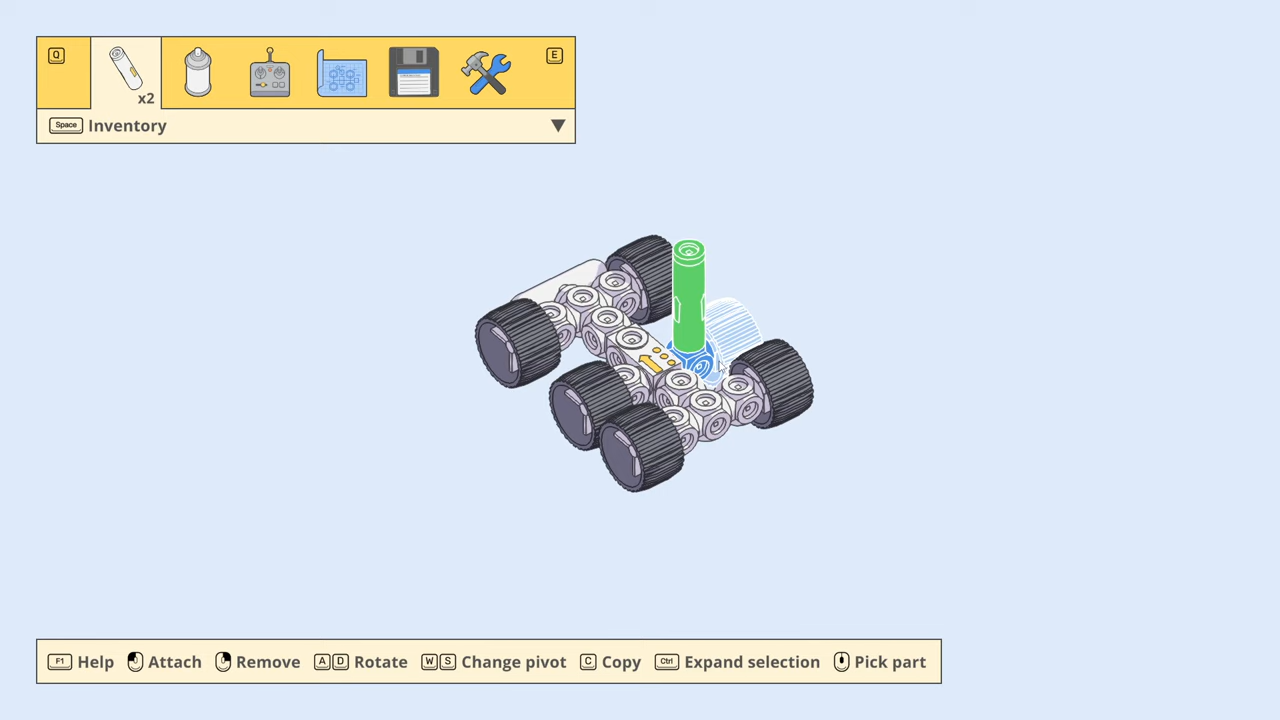 Q
E
x2
Space Inventory
F1 Help Attach Remove A D Rotate W S Change pivot C Copy Ctrl Expand selection Pick part